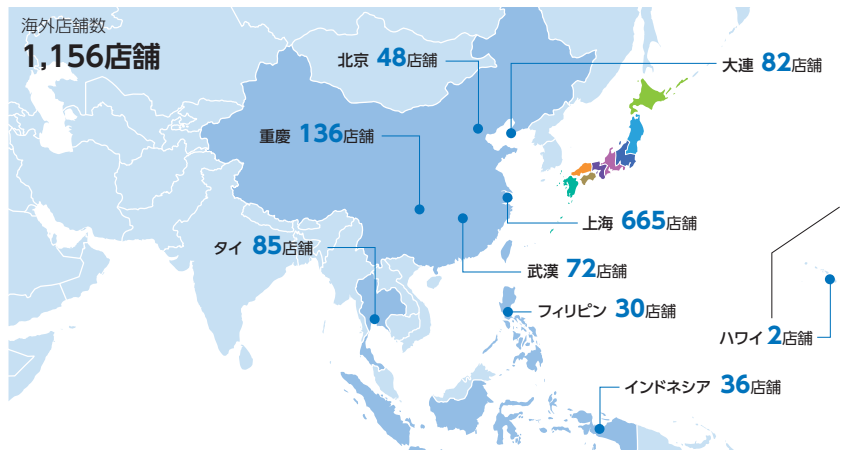 海外店舗数
1,156店舗
北京 48店舗
大連 82店舗
重慶 136店舗
上海 665店舗
タイ 85店舗
武漢 72店舗
フィリピン 30店舗
ハワイ 2店舗
インドネシア 36店舗